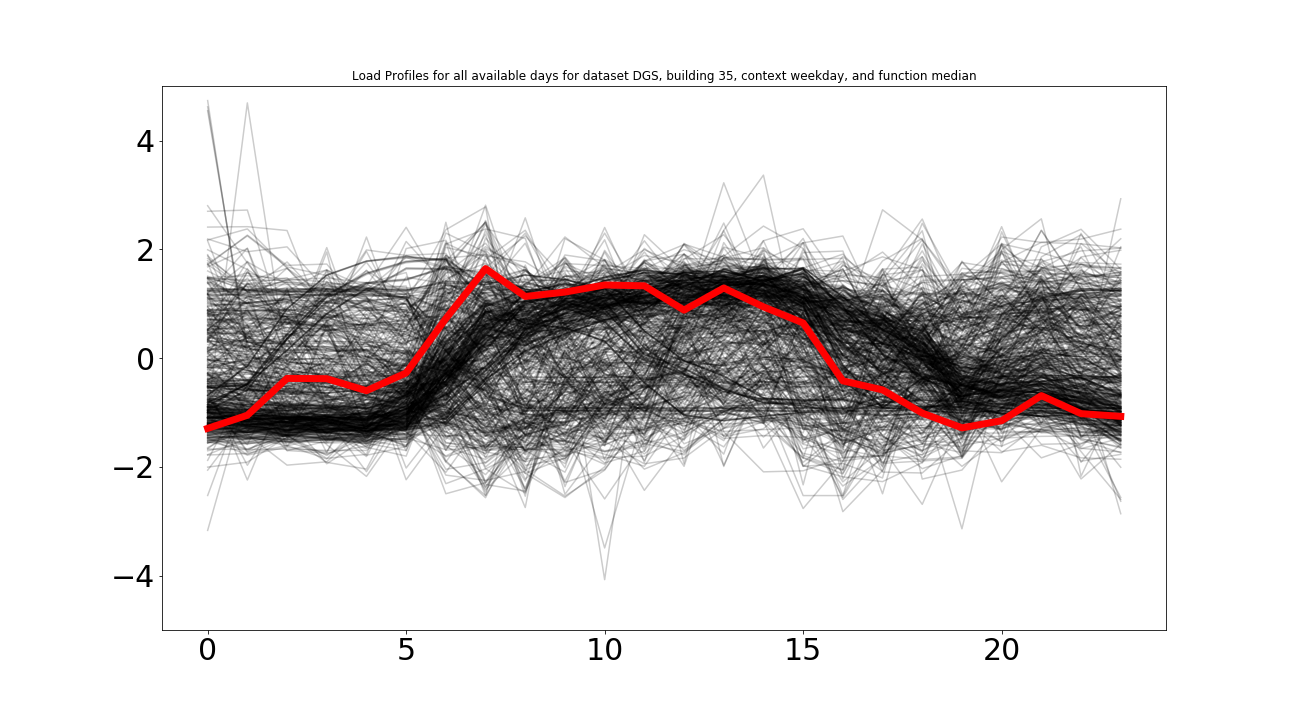 Load Profiles for all available days for dataset DGS, building 35, context weekday, and function median
4
2
0
−2
−4
0 5 10 15 20